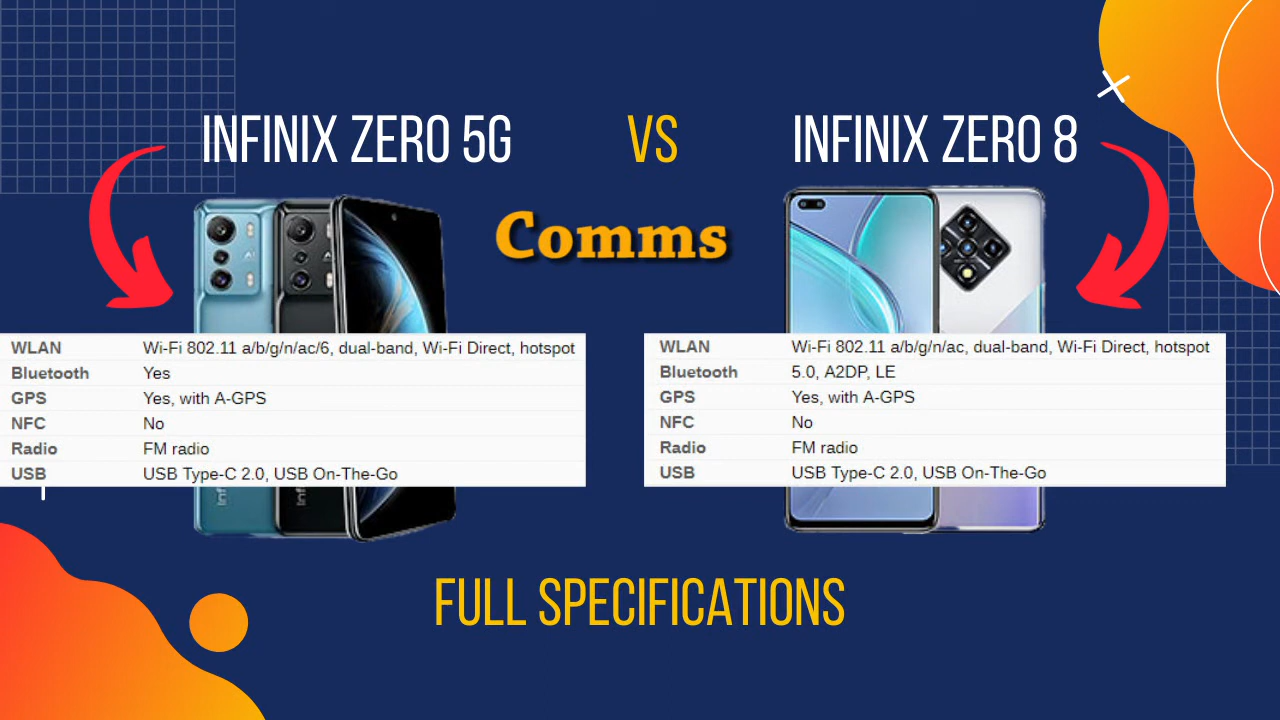 INFINIX ZERO 5G VS INFINIX ZERO 8
Comms
WLAN Wi-Fi 802.11 a/b/g/n/ac/6, dual-band, Wi-Fi Direct, hotspot
Bluetooth Yes
GPS Yes, with A-GPS
NFC No
Radio FM radio
USB USB Type-C 2.0, USB On-The-Go
WLAN Wi-Fi 802.11 a/b/g/n/ac, dual-band, Wi-Fi Direct, hotspot
Bluetooth 5.0, A2DP, LE
GPS Yes, with A-GPS
NFC No
Radio FM radio
USB USB Type-C 2.0, USB On-The-Go
FULL SPECIFICATIONS